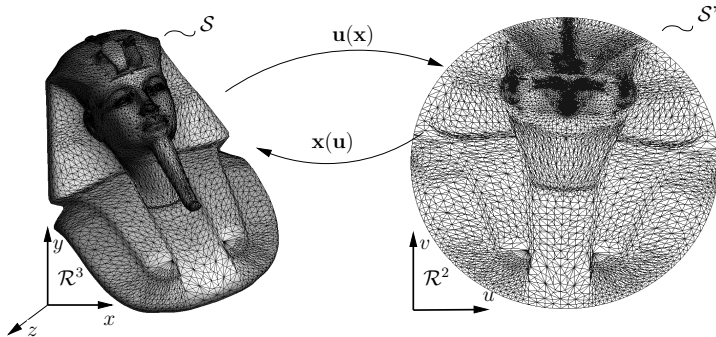 𝒮
𝐮(𝐱)
𝒮*
𝐱(𝐮)
y
ℛ³
x
z
v
ℛ²
u